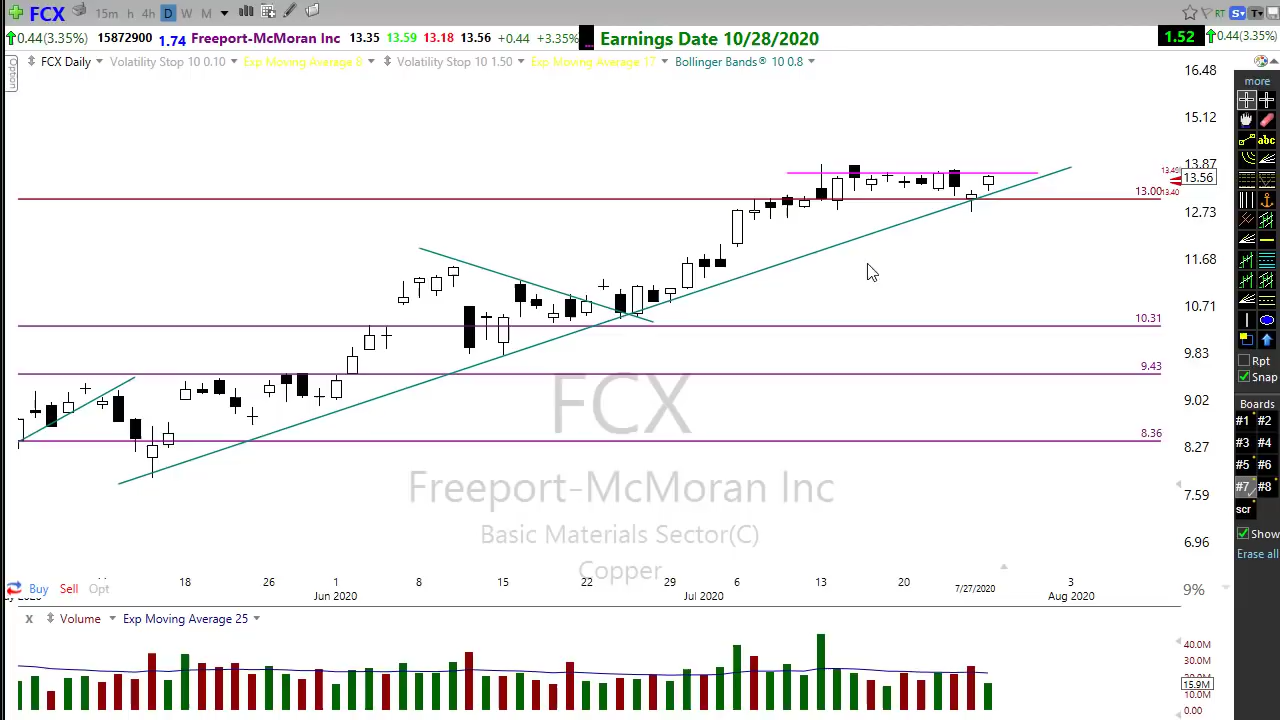 FCX 15m h 4h D W M RT S T
0.44(3.35%) 15872900 1.74 Freeport-McMoran Inc 13.35 13.59 13.18 13.56 +0.44 +3.35% Earnings Date 10/28/2020 1.52 0.44(3.35%)
Option
FCX Daily Volatility Stop 10 0.10 Exp Moving Average 8 Volatility Stop 10 1.50 Exp Moving Average 17 Bollinger Bands® 10 0.8
more
abc
16.48
15.12
13.87
13.56
13.40
13.00
12.73
11.68
10.71
10.31
9.83
9.43
9.02
8.36
8.27
7.59
6.96
9%
FCX
Freeport-McMoran Inc
Basic Materials Sector(C)
Copper
Rpt
Snap
Boards
#1 #2
#3 #4
#5 #6
#7 #8
scr
Show
Erase all
18 26 1 8 15 22 29 6 13 20 7/27/2020 3
Buy Sell Opt
2020 Jun 2020 Jul 2020 Aug 2020
X Volume Exp Moving Average 25
40.0M
30.0M
15.9M
10.0M
0.00